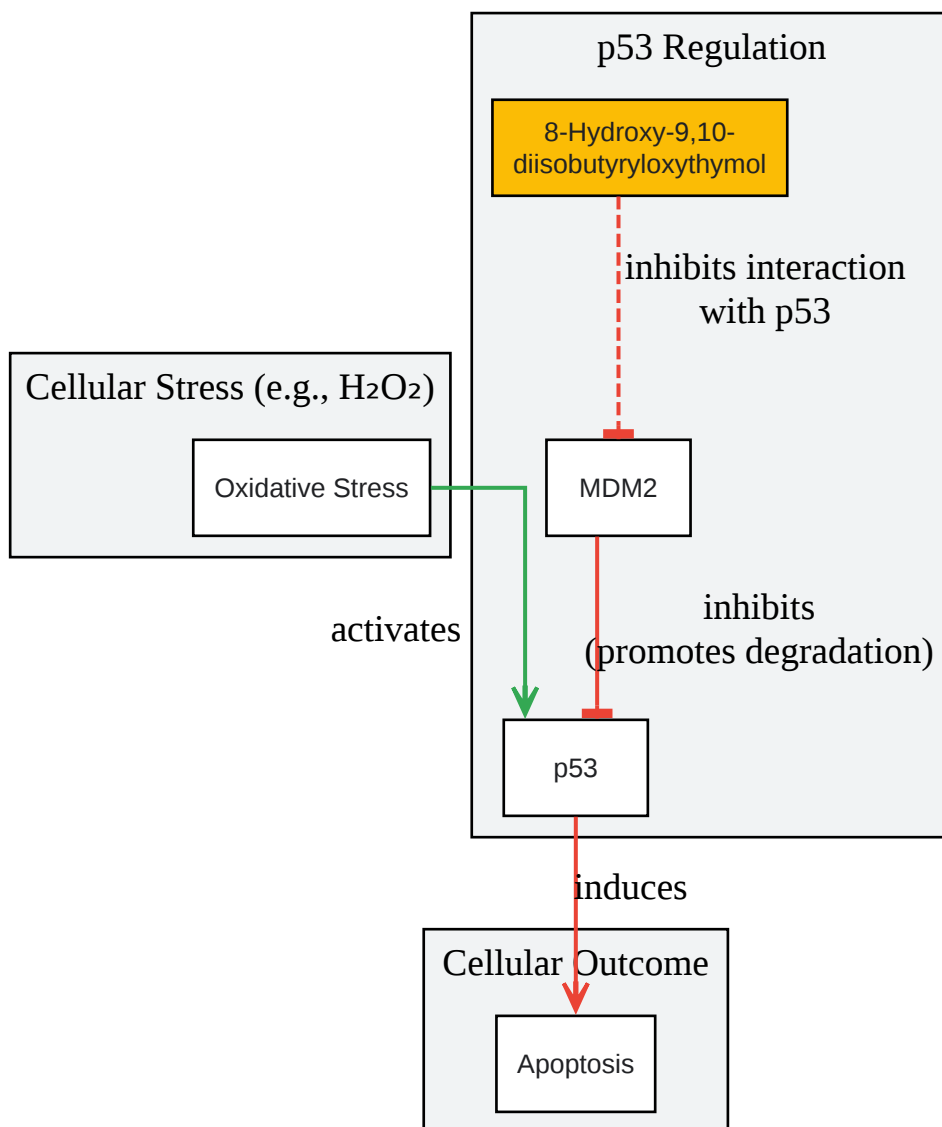 p53 Regulation
8-Hydroxy-9,10-
diisobutyryloxythymol
inhibits interaction
with p53
Cellular Stress (e.g., H₂O₂)
Oxidative Stress
MDM2
activates
inhibits
(promotes degradation)
p53
induces
Cellular Outcome
Apoptosis